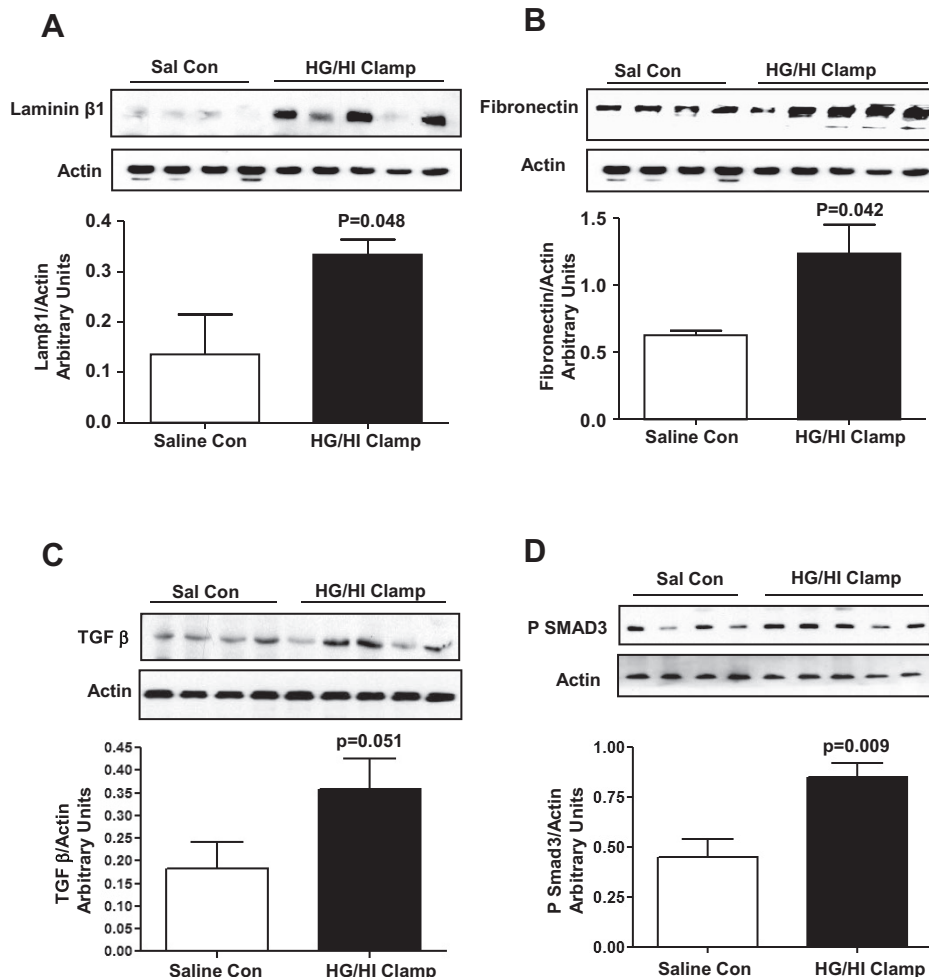 A
Sal Con HG/HI Clamp
Laminin β1
Actin
P=0.048
0.4
0.3
0.2
0.1
0.0
Lamβ1/Actin
Arbitrary Units
Saline Con HG/HI Clamp
B
Sal Con HG/HI Clamp
Fibronectin
Actin
P=0.042
1.5
1.0
0.5
0.0
Fibronectin/Actin
Arbitrary Units
Saline Con HG/HI Clamp
C
Sal Con HG/HI Clamp
TGF β
Actin
p=0.051
0.45
0.40
0.35
0.30
0.25
0.20
0.15
0.10
0.05
0.00
TGF β/Actin
Arbitrary Units
Saline Con HG/HI Clamp
D
Sal Con HG/HI Clamp
P SMAD3
Actin
p=0.009
1.00
0.75
0.50
0.25
0.00
P Smad3/Actin
Arbitrary Units
Saline Con HG/HI Clamp